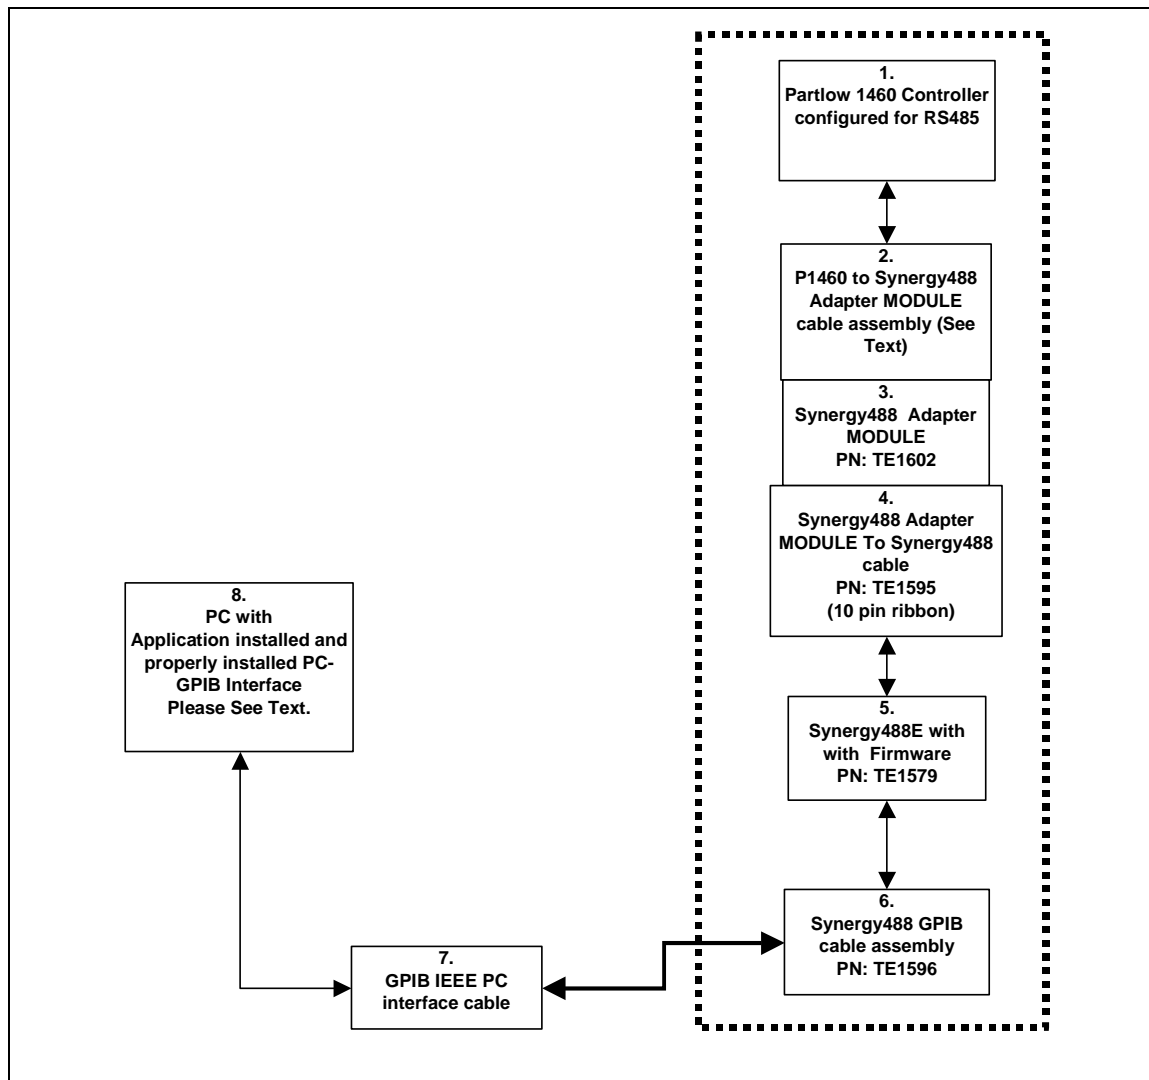 1.
Partlow 1460 Controller
configured for RS485
2.
P1460 to Synergy488
Adapter MODULE
cable assembly (See
Text)
3.
Synergy488 Adapter
MODULE
PN: TE1602
4.
Synergy488 Adapter
MODULE To Synergy488
cable
PN: TE1595
(10 pin ribbon)
5.
Synergy488E with
with Firmware
PN: TE1579
6.
Synergy488 GPIB
cable assembly
PN: TE1596
7.
GPIB IEEE PC
interface cable
8.
PC with
Application installed and
properly installed PC-
GPIB Interface
Please See Text.